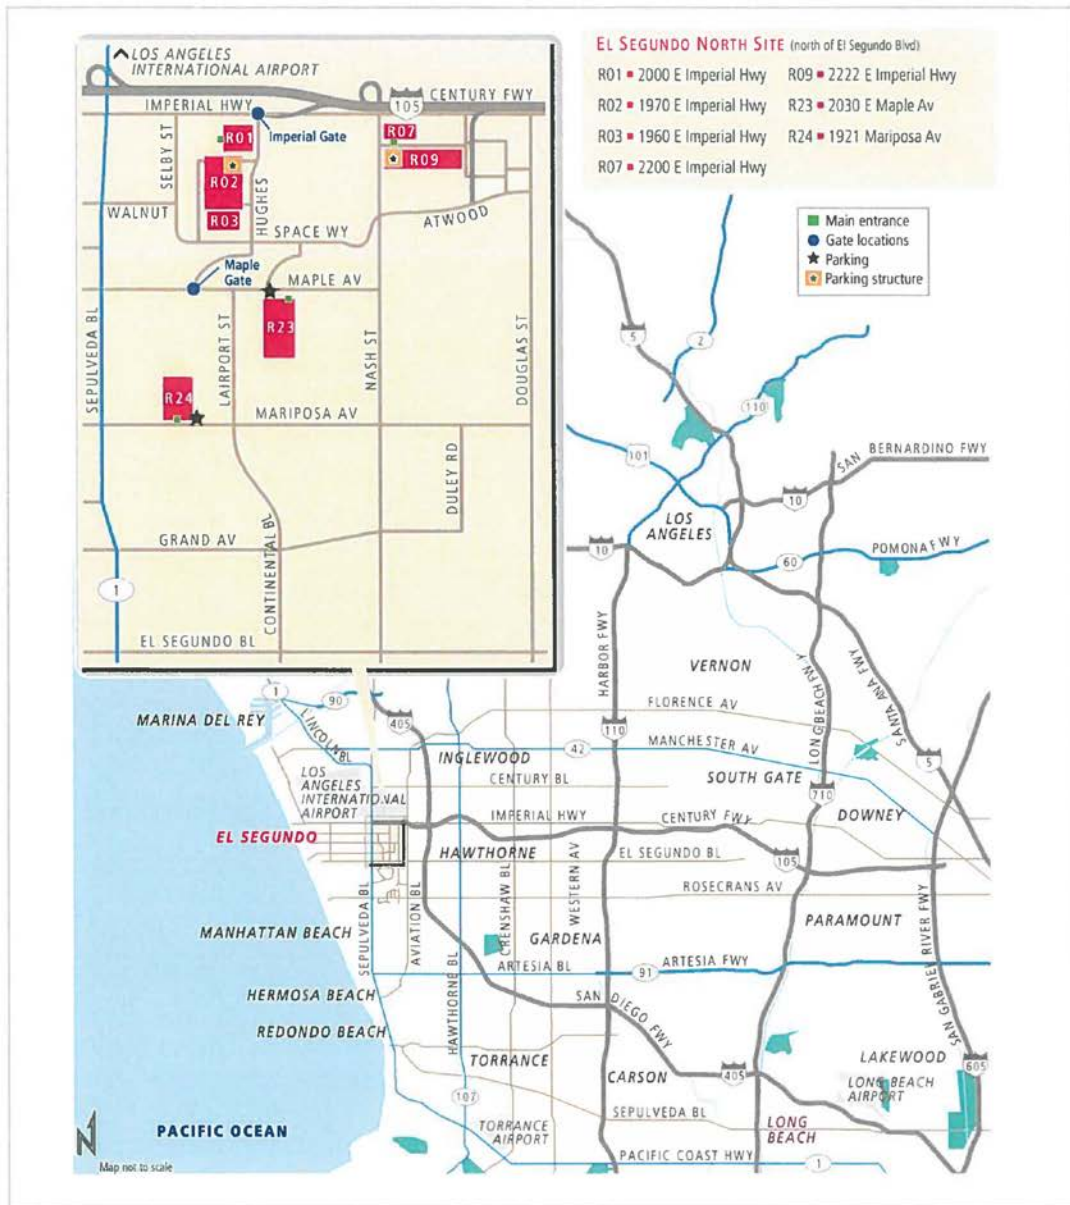 LOS ANGELES
INTERNATIONAL AIRPORT
IMPERIAL HWY
105
CENTURY FWY
Imperial Gate
R01
R07
R09
SELBY ST
R02
R03
HUGHES
WALNUT
ATWOOD
SPACE WY
Maple
Gate
MAPLE AV
SEPULVEDA BL
LAIRPORT ST
R23
NASH ST
DOUGLAS ST
R24
MARIPOSA AV
DULEY RD
GRAND AV
CONTINENTAL BL
1
EL SEGUNDO BL
EL SEGUNDO NORTH SITE (north of El Segundo Blvd)
R01 ▪ 2000 E Imperial Hwy
R09 ▪ 2222 E Imperial Hwy
R02 ▪ 1970 E Imperial Hwy
R23 ▪ 2030 E Maple Av
R03 ▪ 1960 E Imperial Hwy
R24 ▪ 1921 Mariposa Av
R07 ▪ 2200 E Imperial Hwy
Main entrance
Gate locations
Parking
Parking structure
5
2
110
101
SAN BERNARDINO FWY
10
LOS
ANGELES
10
60
POMONA FWY
HARBOR FWY
VERNON
LONG BEACH FWY
SANTA ANA FWY
FLORENCE AV
1
90
405
110
MARINA DEL REY
LINCOLN BL
42
MANCHESTER AV
INGLEWOOD
5
LOS
ANGELES
INTERNATIONAL
AIRPORT
CENTURY BL
SOUTH GATE
710
DOWNEY
IMPERIAL HWY
CENTURY FWY
EL SEGUNDO
HAWTHORNE
EL SEGUNDO BL
105
ROSECRANS AV
SEPULVEDA BL
AVIATION BL
CRENSHAW BL
WESTERN AV
PARAMOUNT
MANHATTAN BEACH
GARDENA
SAN GABRIEL RIVER FWY
ARTESIA BL
91
ARTESIA FWY
HERMOSA BEACH
HAWTHORNE BL
SAN DIEGO FWY
REDONDO BEACH
TORRANCE
CARSON
405
LAKEWOOD
605
LONG BEACH
AIRPORT
107
SEPULVEDA BL
LONG
BEACH
TORRANCE
AIRPORT
PACIFIC OCEAN
PACIFIC COAST HWY
1
N
Map not to scale